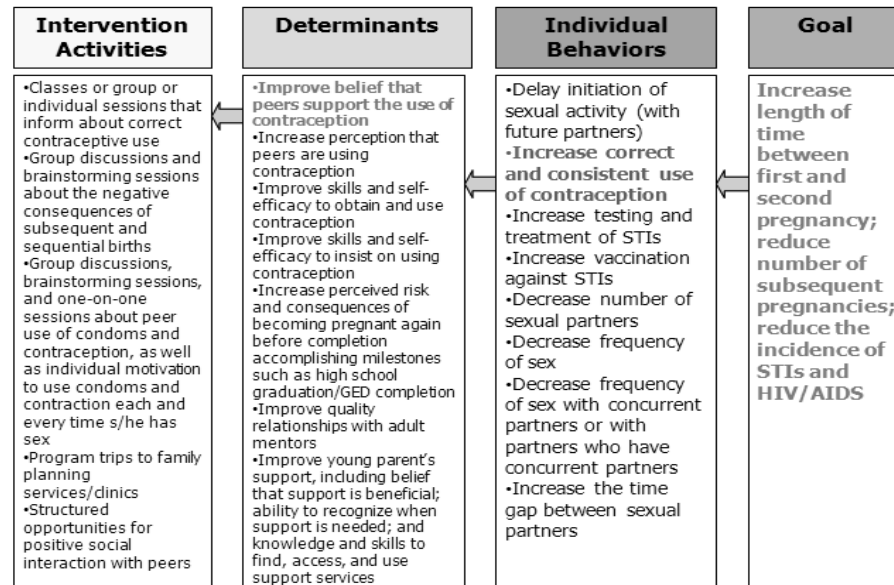 Intervention
Activities
•Classes or group or
individual sessions that
inform about correct
contraceptive use
•Group discussions and
brainstorming sessions
about the negative
consequences of
subsequent and
sequential births
•Group discussions,
brainstorming sessions,
and one-on-one
sessions about peer
use of condoms and
contraception, as well
as individual motivation
to use condoms and
contraction each and
every time s/he has
sex
•Program trips to family
planning
services/clinics
•Structured
opportunities for
positive social
interaction with peers
Determinants
•Improve belief that
peers support the use of
contraception
•Increase perception that
peers are using
contraception
•Improve skills and self-
efficacy to obtain and use
contraception
•Improve skills and self-
efficacy to insist on using
contraception
•Increase perceived risk
and consequences of
becoming pregnant again
before completion
accomplishing milestones
such as high school
graduation/GED completion
•Improve quality
relationships with adult
mentors
•Improve young parent's
support, including belief
that support is beneficial;
ability to recognize when
support is needed; and
knowledge and skills to
find, access, and use
support services
Individual
Behaviors
•Delay initiation of
sexual activity (with
future partners)
•Increase correct
and consistent use
of contraception
•Increase testing and
treatment of STIs
•Increase vaccination
against STIs
•Decrease number of
sexual partners
•Decrease frequency
of sex
•Decrease frequency
of sex with concurrent
partners or with
partners who have
concurrent partners
•Increase the time
gap between sexual
partners
Goal
Increase
length of
time
between
first and
second
pregnancy;
reduce
number of
subsequent
pregnancies;
reduce the
incidence of
STIs and
HIV/AIDS